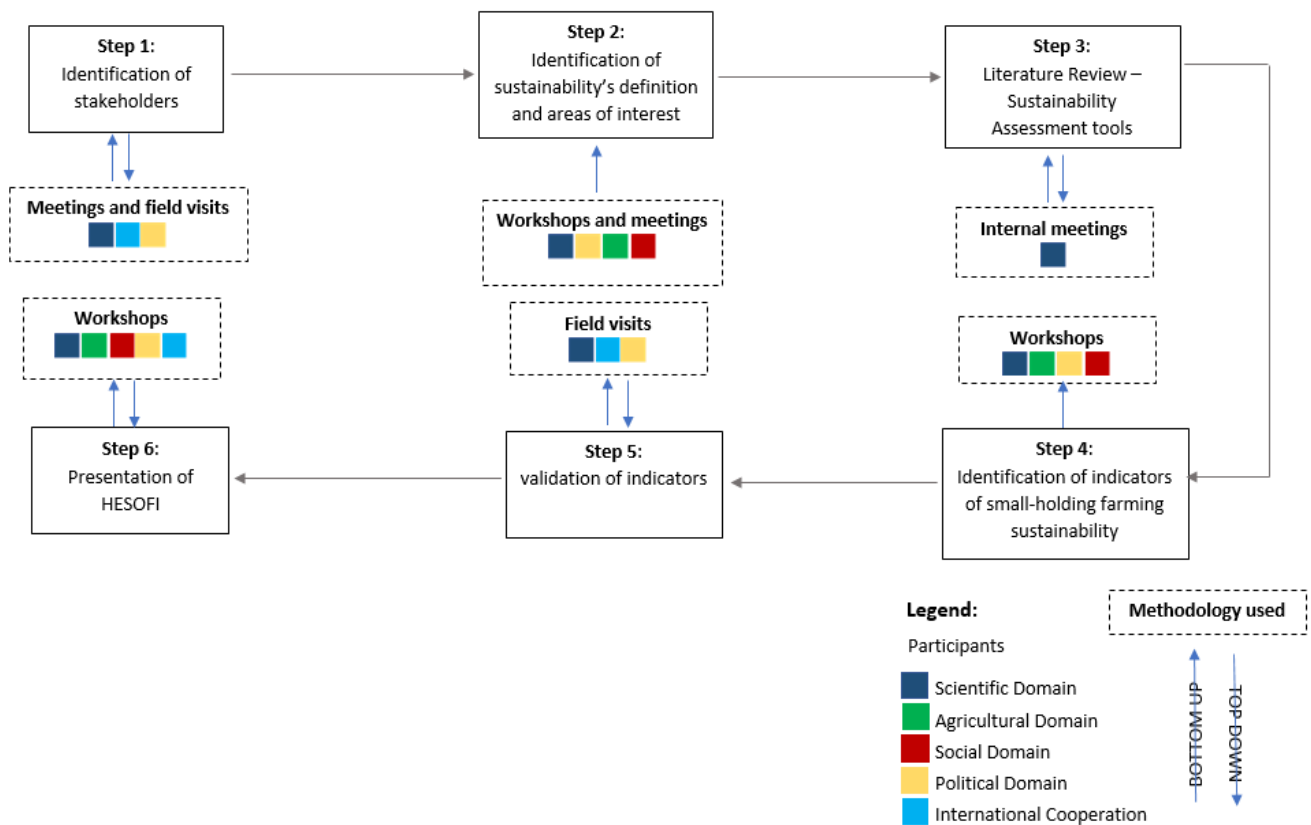 Step 1:
Identification of
stakeholders
Step 2:
Identification of
sustainability’s definition
and areas of interest
Step 3:
Literature Review –
Sustainability
Assessment tools
Meetings and field visits
Workshops and meetings
Internal meetings
Workshops
Field visits
Workshops
Step 6:
Presentation of
HESOFI
Step 5:
validation of indicators
Step 4:
Identification of indicators
of small-holding farming
sustainability
Legend:
Methodology used
Participants
Scientific Domain
Agricultural Domain
Social Domain
Political Domain
International Cooperation
BOTTOM UP
TOP DOWN